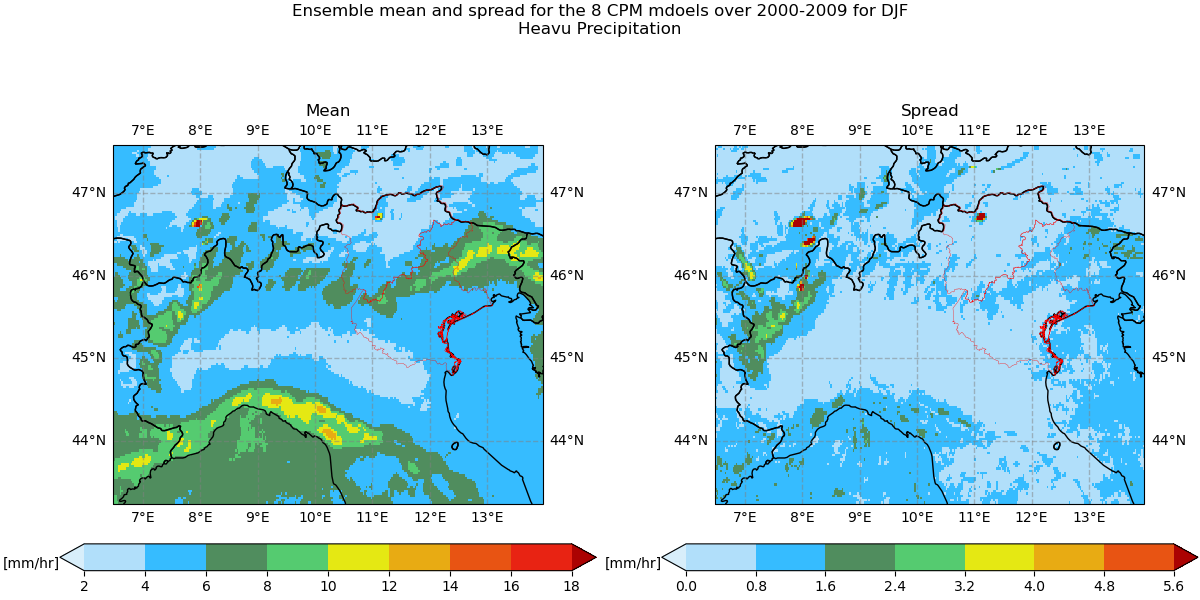 Ensemble mean and spread for the 8 CPM mdoels over 2000-2009 for DJF
Heavu Precipitation
Mean
7°E 8°E 9°E 10°E 11°E 12°E 13°E
47°N 47°N
46°N 46°N
45°N 45°N
44°N 44°N
7°E 8°E 9°E 10°E 11°E 12°E 13°E
[mm/hr]
2 4 6 8 10 12 14 16 18
Spread
7°E 8°E 9°E 10°E 11°E 12°E 13°E
47°N 47°N
46°N 46°N
45°N 45°N
44°N 44°N
7°E 8°E 9°E 10°E 11°E 12°E 13°E
[mm/hr]
0.0 0.8 1.6 2.4 3.2 4.0 4.8 5.6